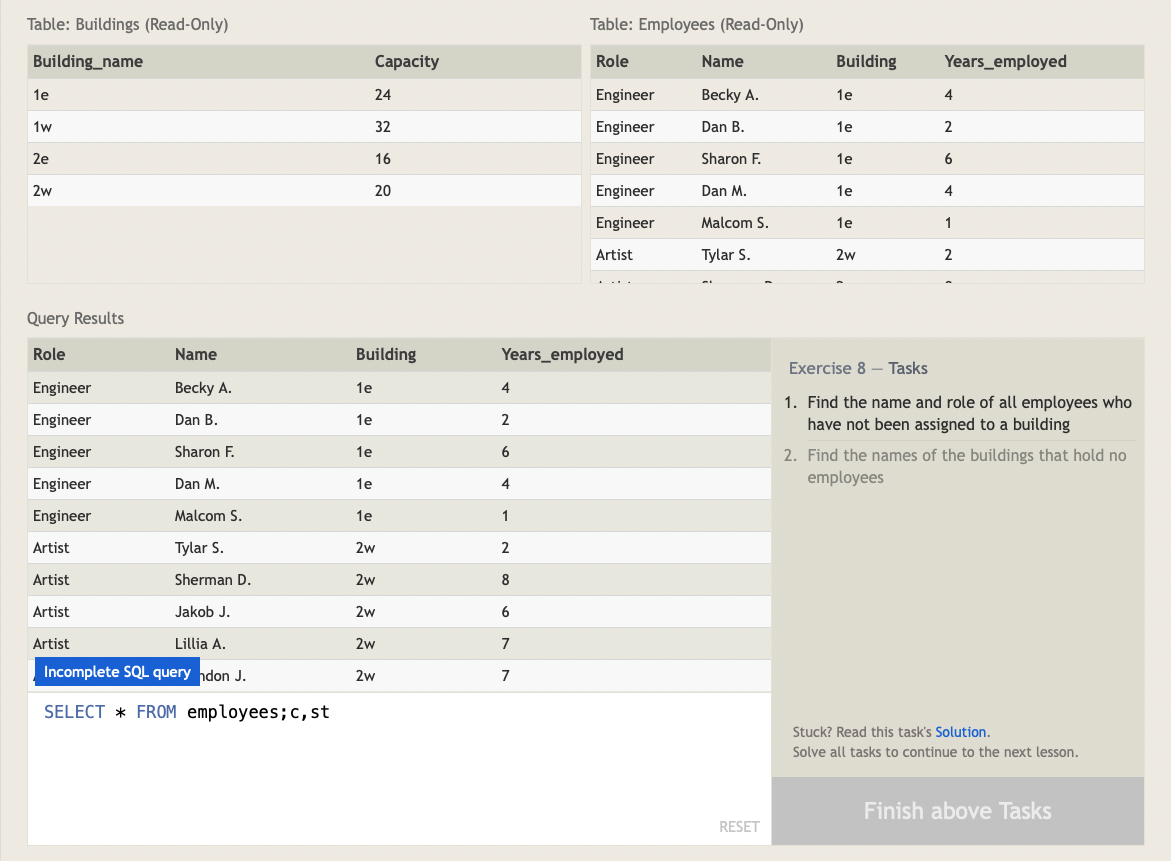 Table: Buildings (Read-Only)
Building_name Capacity
1e 24
1w 32
2e 16
2w 20
Table: Employees (Read-Only)
Role Name Building Years_employed
Engineer Becky A. 1e 4
Engineer Dan B. 1e 2
Engineer Sharon F. 1e 6
Engineer Dan M. 1e 4
Engineer Malcom S. 1e 1
Artist Tylar S. 2w 2
Query Results
Role Name Building Years_employed
Engineer Becky A. 1e 4
Engineer Dan B. 1e 2
Engineer Sharon F. 1e 6
Engineer Dan M. 1e 4
Engineer Malcom S. 1e 1
Artist Tylar S. 2w 2
Artist Sherman D. 2w 8
Artist Jakob J. 2w 6
Artist Lillia A. 2w 7
J. 2w 7
Incomplete SQL query
SELECT * FROM employees;c,st
RESET
Exercise 8 — Tasks
1. Find the name and role of all employees who
have not been assigned to a building
2. Find the names of the buildings that hold no
employees
Stuck? Read this task's Solution.
Solve all tasks to continue to the next lesson.
Finish above Tasks